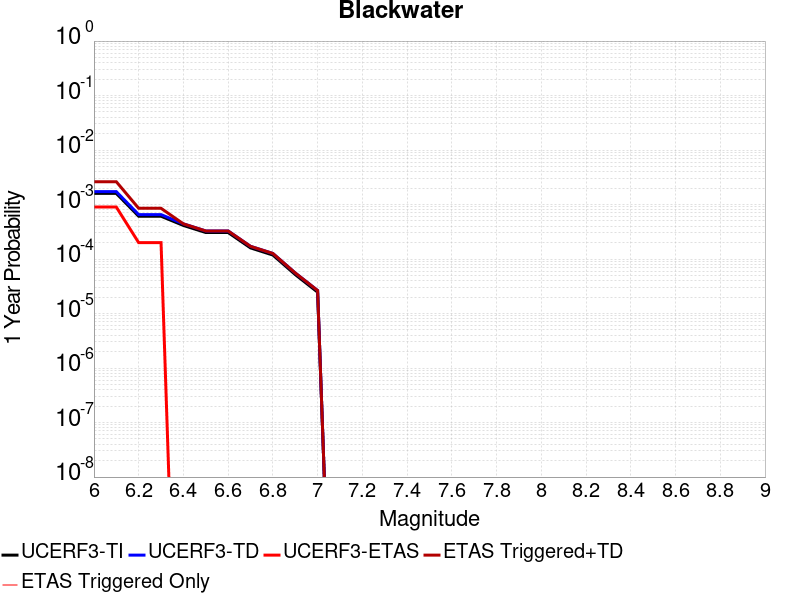 Blackwater
1 Year Probability
10^0
10^-1
10^-2
10^-3
10^-4
10^-5
10^-6
10^-7
10^-8
6 6.2 6.4 6.6 6.8 7 7.2 7.4 7.6 7.8 8 8.2 8.4 8.6 8.8 9
Magnitude
UCERF3-TI UCERF3-TD UCERF3-ETAS ETAS Triggered+TD
ETAS Triggered Only